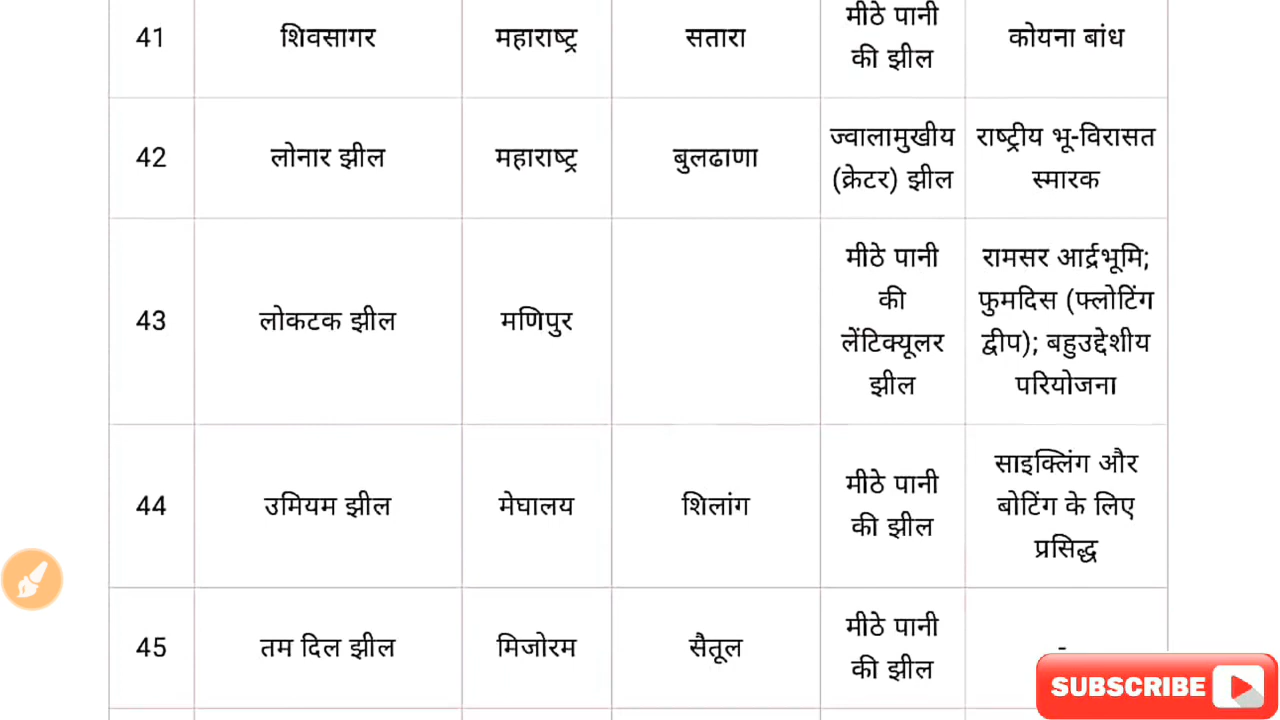 41 शिवसागर महाराष्ट्र सतारा मीठे पानी की झील कोयना बांध
42 लोनार झील महाराष्ट्र बुलढाणा ज्वालामुखीय (क्रेटर) झील राष्ट्रीय भू-विरासत स्मारक
43 लोकटक झील मणिपुर मीठे पानी की लेंटिक्यूलर झील रामसर आर्द्रभूमि; फुमदिस (फ्लोटिंग द्वीप); बहुउद्देशीय परियोजना
44 उमियम झील मेघालय शिलांग मीठे पानी की झील साइक्लिंग और बोटिंग के लिए प्रसिद्ध
45 तम दिल झील मिजोरम सैतूल मीठे पानी की झील -
SUBSCRIBE